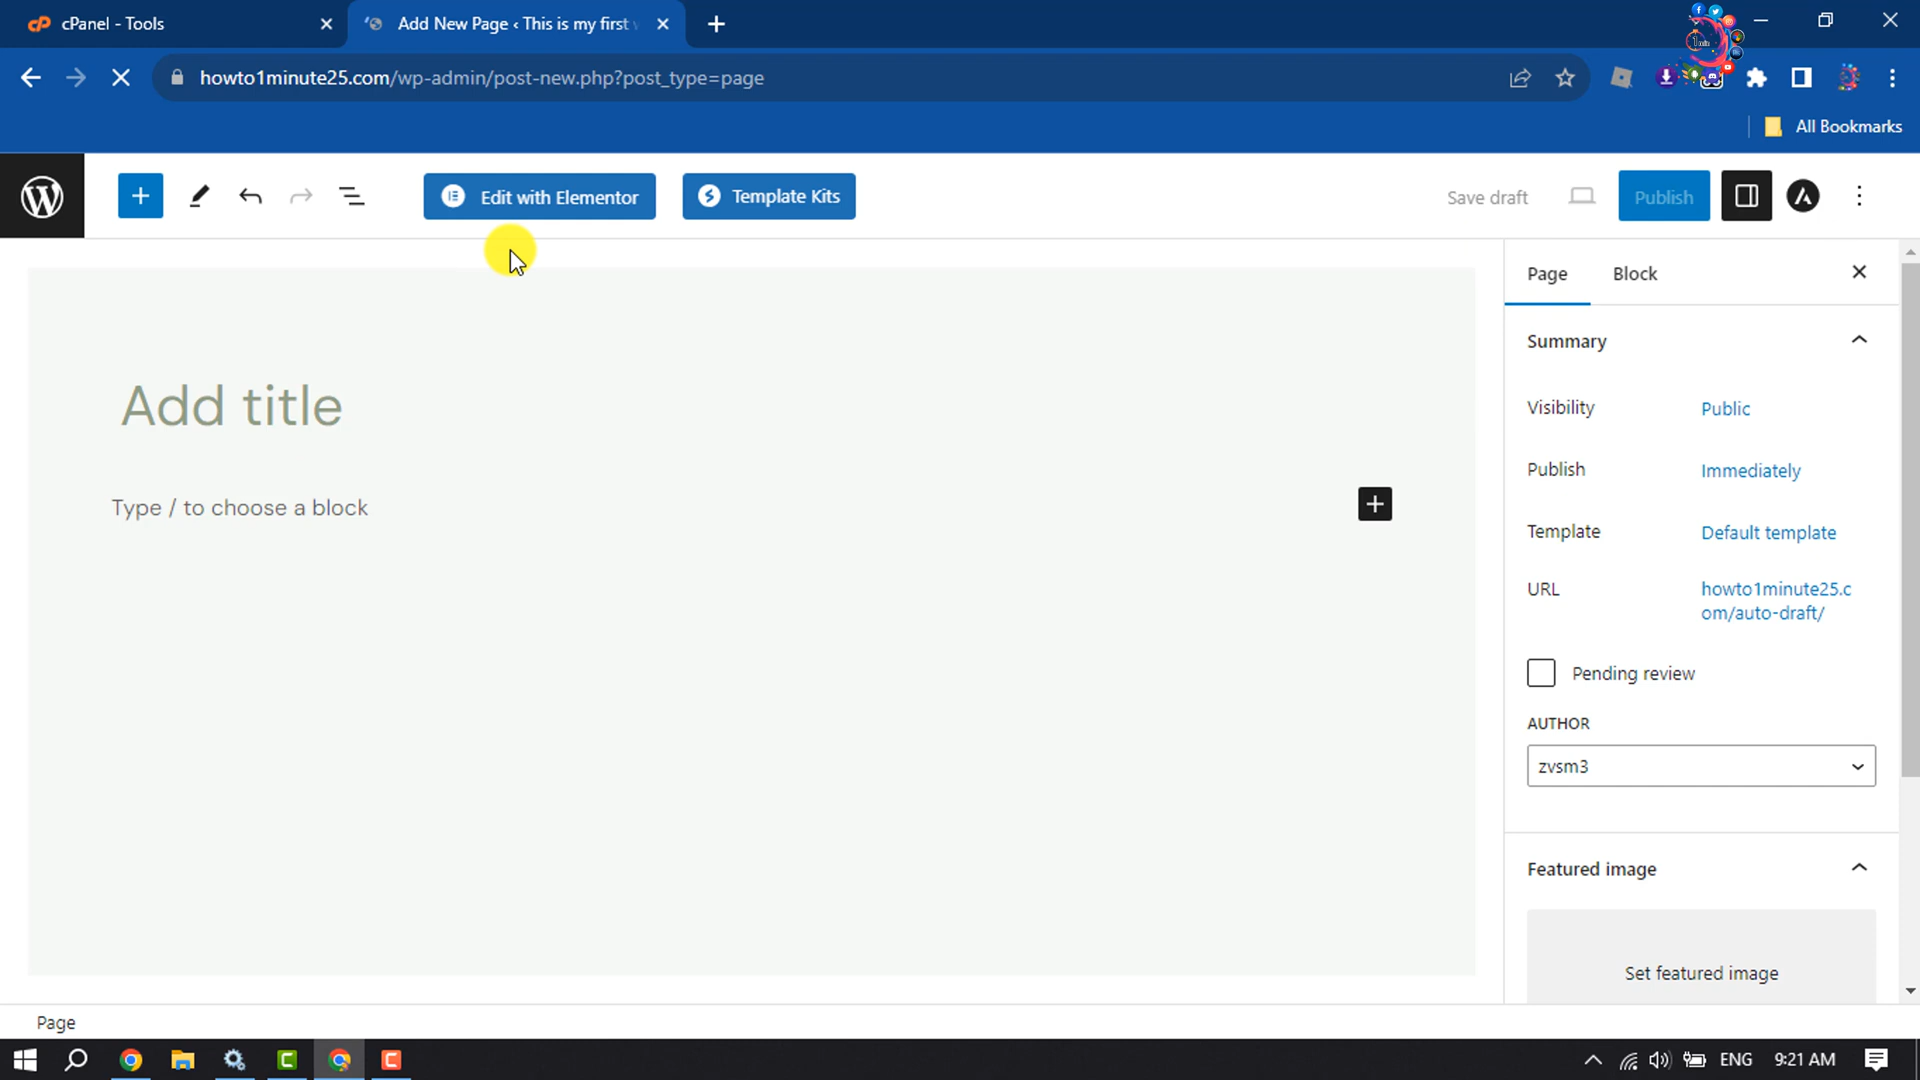 cPanel - Tools
Add New Page ‹ This is my first
howto1minute25.com/wp-admin/post-new.php?post_type=page
All Bookmarks
Edit with Elementor
Template Kits
Save draft
Publish
Add title
Type / to choose a block
Page
Block
Summary
Visibility
Public
Publish
Immediately
Template
Default template
URL
howto1minute25.c
om/auto-draft/
Pending review
AUTHOR
zvsm3
Featured image
Set featured image
Page
ENG
9:21 AM